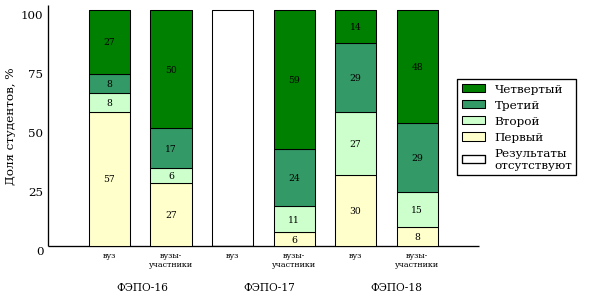 100
75
50
25
0
Доля студентов, %
27
8
8
57
50
17
6
27
59
24
11
6
14
29
27
30
48
29
15
8
вуз
вузы-
участники
вуз
вузы-
участники
вуз
вузы-
участники
ФЭПО-16
ФЭПО-17
ФЭПО-18
Четвертый
Третий
Второй
Первый
Результаты
отсутствуют